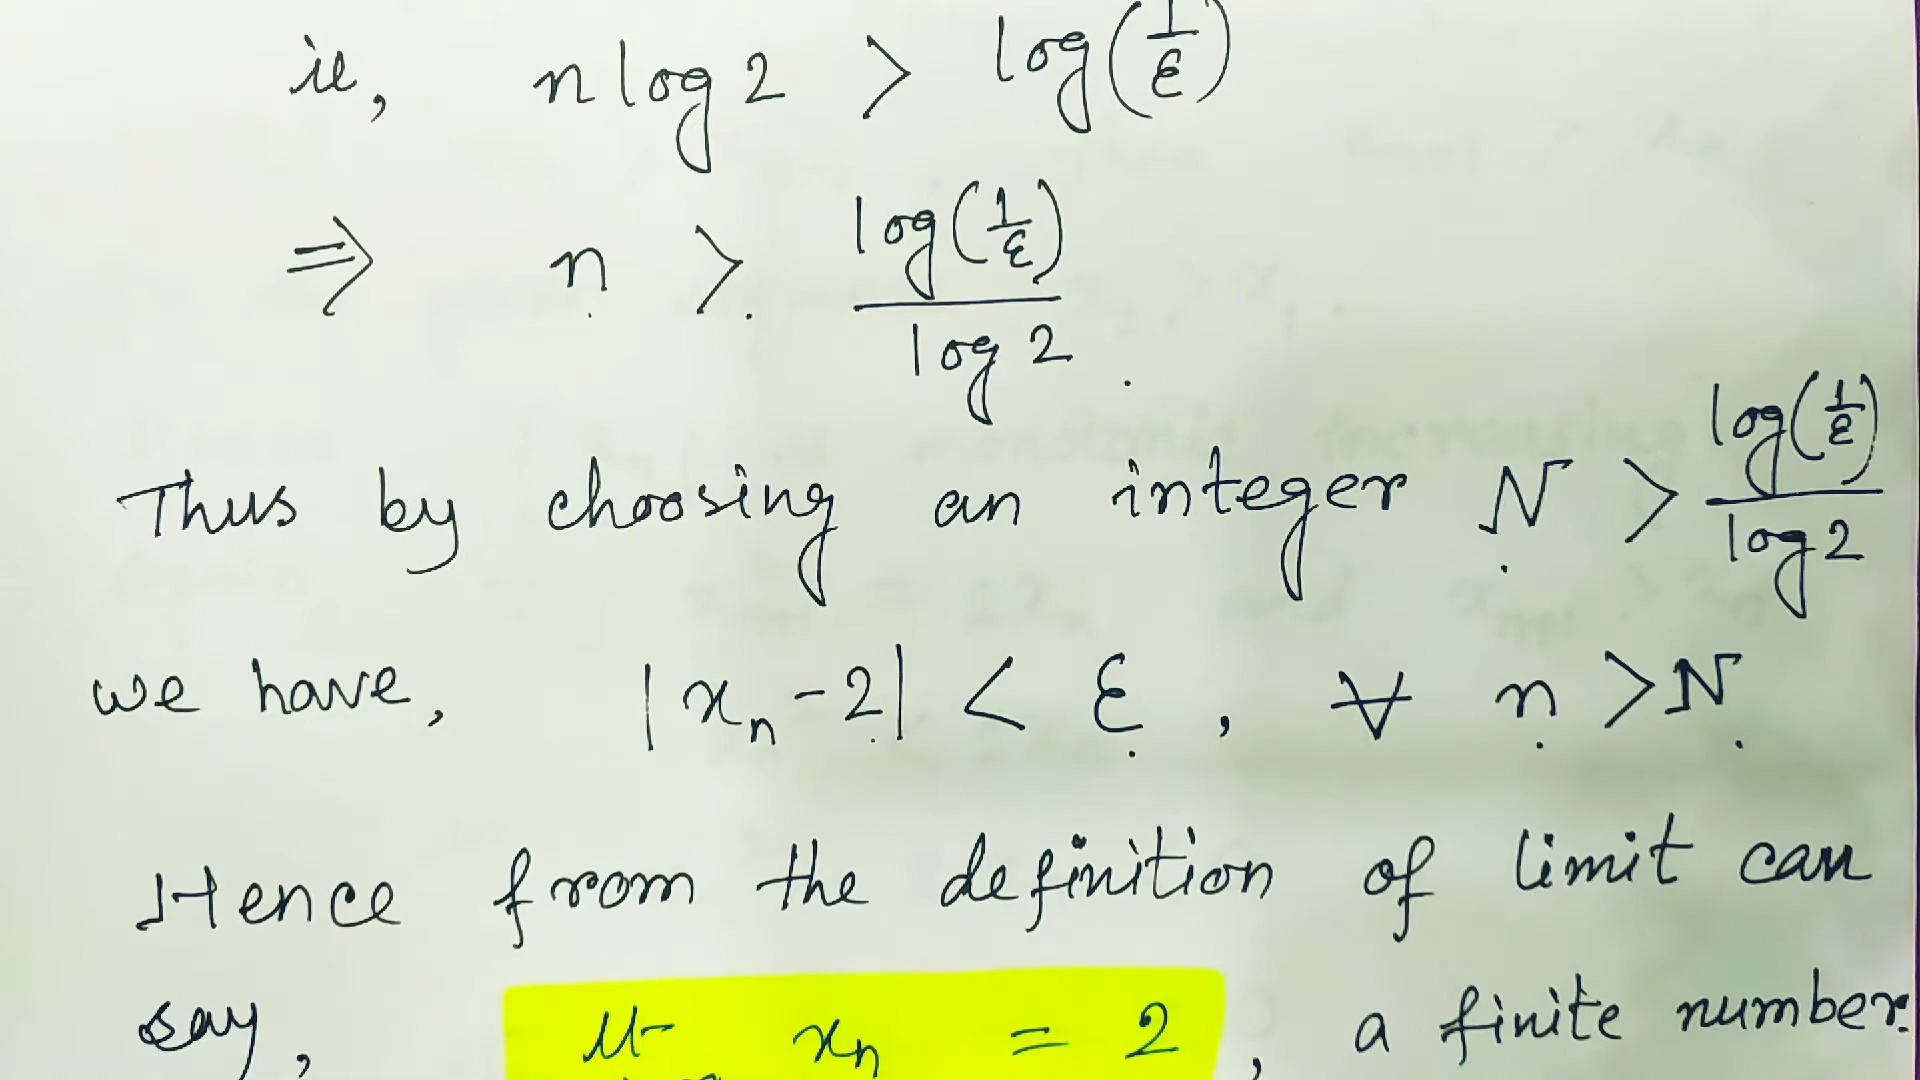 ie, n log 2 > log(1/ε)
⇒ n > log(1/ε) / log 2 .
Thus by choosing an integer N > log(1/ε) / log 2
we have, |xₙ - 2| < ε , ∀ n > N.
Hence from the definition of limit can
say, lt xₙ = 2 , a finite number.